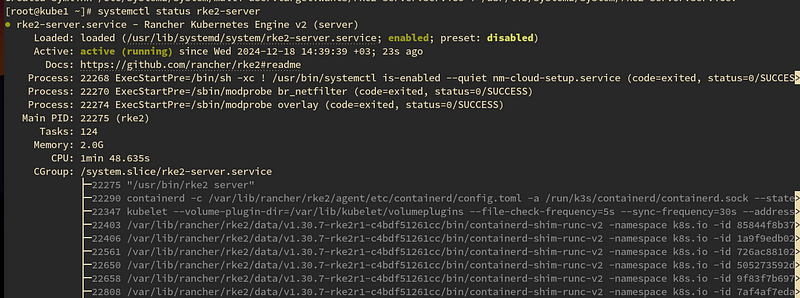 [root@kube1 ~]# systemctl status rke2-server
● rke2-server.service - Rancher Kubernetes Engine v2 (server)
Loaded: loaded (/usr/lib/systemd/system/rke2-server.service; enabled; preset: disabled)
Active: active (running) since Wed 2024-12-18 14:39:39 +03; 23s ago
Docs: https://github.com/rancher/rke2#readme
Process: 22268 ExecStartPre=/bin/sh -xc ! /usr/bin/systemctl is-enabled --quiet nm-cloud-setup.service (code=exited, status=0/SUCCES>
Process: 22270 ExecStartPre=/sbin/modprobe br_netfilter (code=exited, status=0/SUCCESS)
Process: 22274 ExecStartPre=/sbin/modprobe overlay (code=exited, status=0/SUCCESS)
Main PID: 22275 (rke2)
Tasks: 124
Memory: 2.0G
CPU: 1min 48.635s
CGroup: /system.slice/rke2-server.service
├─22275 "/usr/bin/rke2 server"
├─22290 containerd -c /var/lib/rancher/rke2/agent/etc/containerd/config.toml -a /run/k3s/containerd/containerd.sock --state
├─22347 kubelet --volume-plugin-dir=/var/lib/kubelet/volumeplugins --file-check-frequency=5s --sync-frequency=30s --address>
├─22403 /var/lib/rancher/rke2/data/v1.30.7-rke2r1-c4bdf51261cc/bin/containerd-shim-runc-v2 -namespace k8s.io -id 85844f8b37
├─22406 /var/lib/rancher/rke2/data/v1.30.7-rke2r1-c4bdf51261cc/bin/containerd-shim-runc-v2 -namespace k8s.io -id 1a9f9edb02
├─22561 /var/lib/rancher/rke2/data/v1.30.7-rke2r1-c4bdf51261cc/bin/containerd-shim-runc-v2 -namespace k8s.io -id 726ac88102
├─22650 /var/lib/rancher/rke2/data/v1.30.7-rke2r1-c4bdf51261cc/bin/containerd-shim-runc-v2 -namespace k8s.io -id 505273592d
├─22658 /var/lib/rancher/rke2/data/v1.30.7-rke2r1-c4bdf51261cc/bin/containerd-shim-runc-v2 -namespace k8s.io -id 9f83f7b697
├─22808 /var/lib/rancher/rke2/data/v1.30.7-rke2r1-c4bdf51261cc/bin/containerd-shim-runc-v2 -namespace k8s.io -id 7af4af7eda